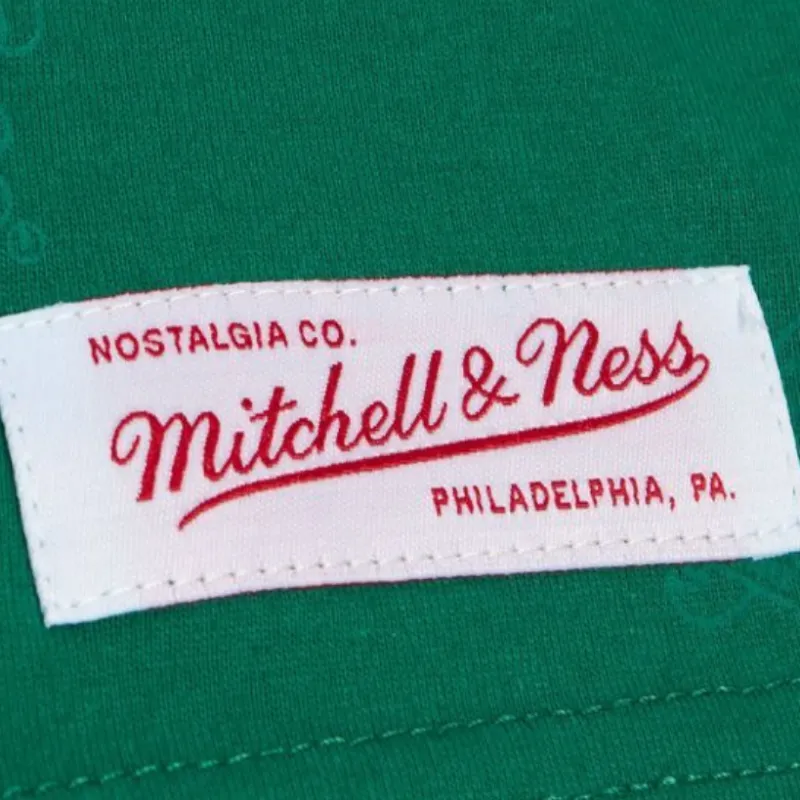 NOSTALGIA CO.
Mitchell & Ness
PHILADELPHIA, PA.